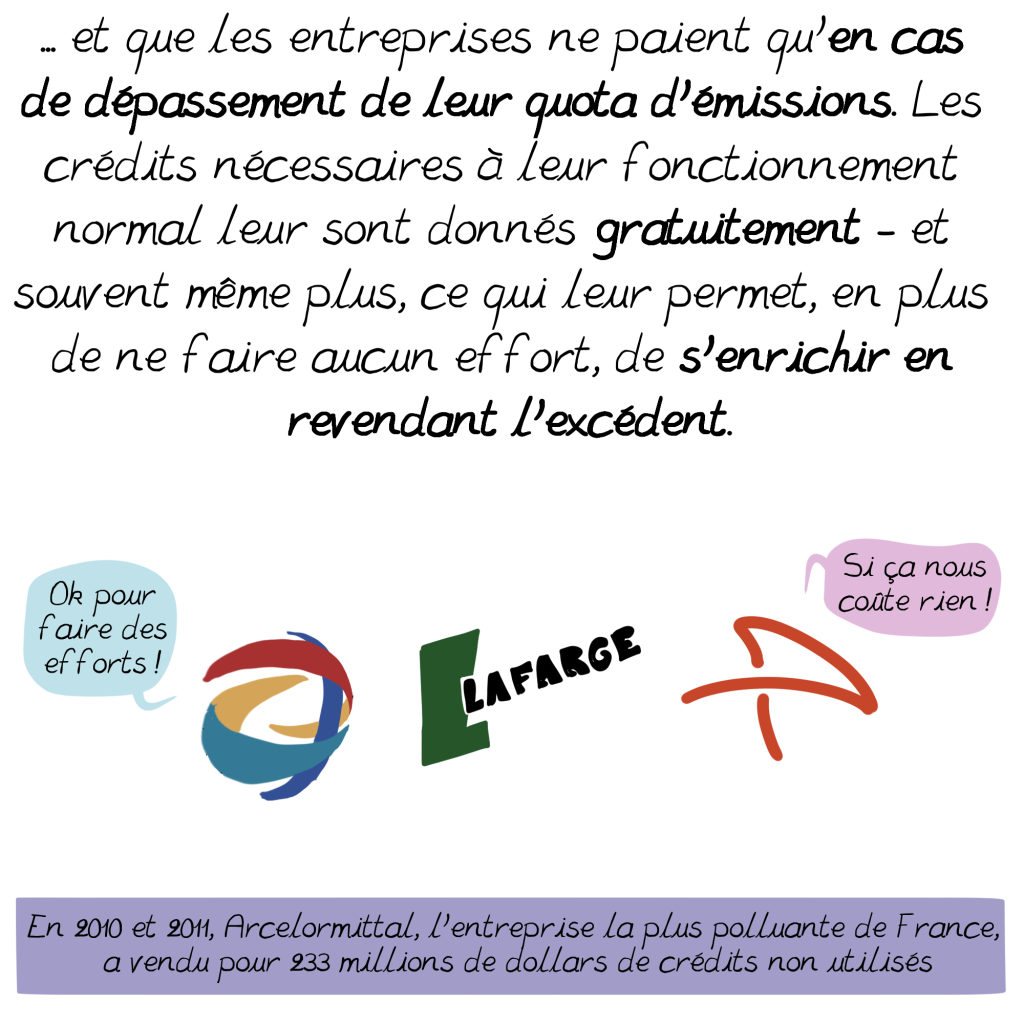 ... et que les entreprises ne paient qu'en cas
de dépassement de leur quota d'émissions. Les
crédits nécessaires à leur fonctionnement
normal leur sont donnés gratuitement - et
souvent même plus, ce qui leur permet, en plus
de ne faire aucun effort, de s'enrichir en
revendant l'excédent.
Ok pour
faire des
efforts !
Si ça nous
coûte rien !
LAFARGE
En 2010 et 2011, Arcelormittal, l'entreprise la plus polluante de France,
a vendu pour 233 millions de dollars de crédits non utilisés